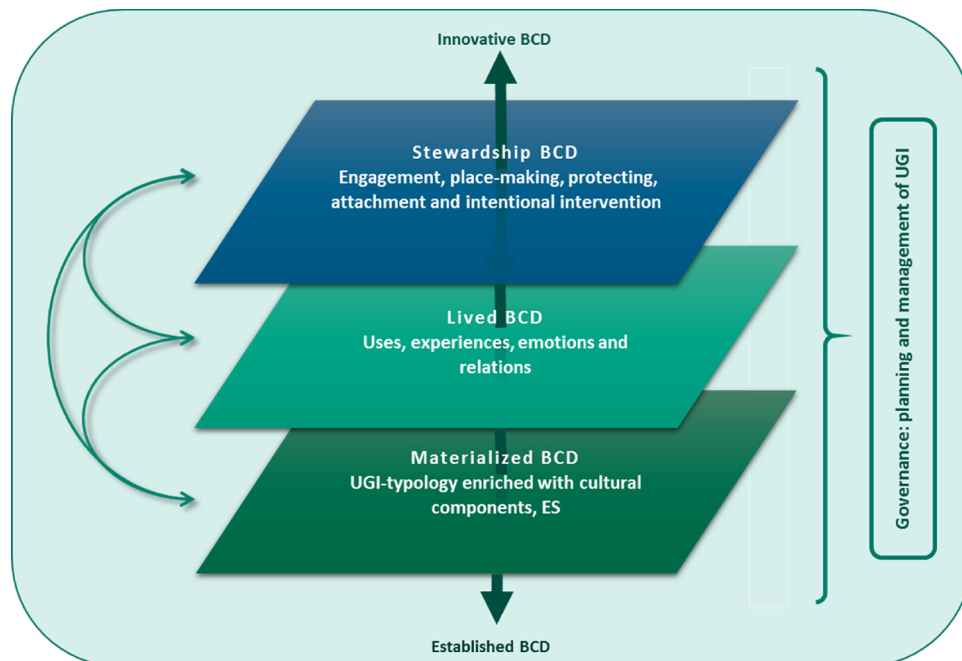 Innovative BCD
Stewardship BCD
Engagement, place-making, protecting,
attachment and intentional intervention
Lived BCD
Uses, experiences, emotions and
relations
Materialized BCD
UGI-typology enriched with cultural
components, ES
Established BCD
Governance: planning and management of UGI